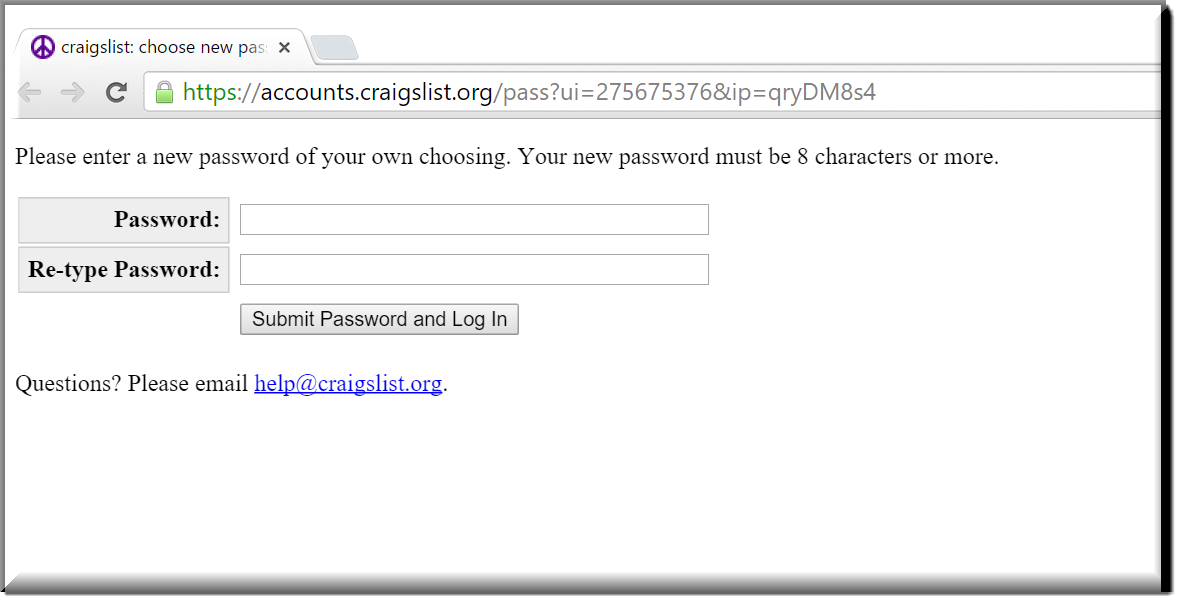 craigslist: choose new pas
https://accounts.craigslist.org/pass?ui=275675376&ip=qryDM8s4
Please enter a new password of your own choosing. Your new password must be 8 characters or more.
Password:
Re-type Password:
Submit Password and Log In
Questions? Please email help@craigslist.org.